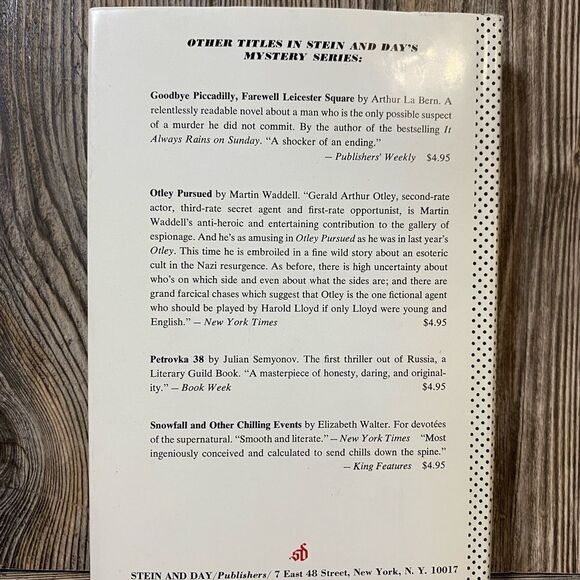 OTHER TITLES IN STEIN AND DAY'S
MYSTERY SERIES:
Goodbye Piccadilly, Farewell Leicester Square by Arthur La Bern. A
relentlessly readable novel about a man who is the only possible suspect
of a murder he did not commit. By the author of the bestselling It
Always Rains on Sunday. "A shocker of an ending."
— Publishers' Weekly $4.95
Otley Pursued by Martin Waddell. "Gerald Arthur Otley, second-rate
actor, third-rate secret agent and first-rate opportunist, is Martin
Waddell's anti-heroic and entertaining contribution to the gallery of
espionage. And he's as amusing in Otley Pursued as he was in last year's
Otley. This time he is embroiled in a fine wild story about an esoteric
cult in the Nazi resurgence. As before, there is high uncertainty about
who's on which side and even about what the sides are; and there are
grand farcical chases which suggest that Otley is the one fictional agent
who should be played by Harold Lloyd if only Lloyd were young and
English." — New York Times $4.95
Petrovka 38 by Julian Semyonov. The first thriller out of Russia, a
Literary Guild Book. "A masterpiece of honesty, daring, and original-
ity." — Book Week $4.95
Snowfall and Other Chilling Events by Elizabeth Walter. For devotées
of the supernatural. "Smooth and literate." — New York Times "Most
ingeniously conceived and calculated to send chills down the spine."
— King Features $4.95
sd
STEIN AND DAY/Publishers/ 7 East 48 Street, New York, N. Y. 10017